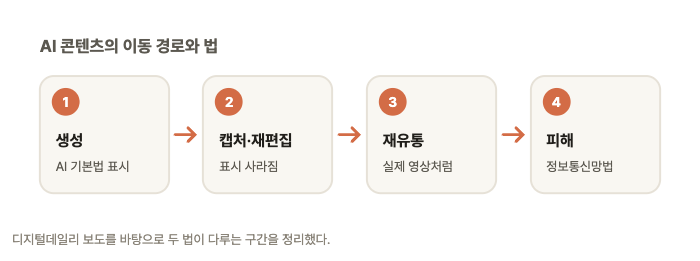 AI 콘텐츠의 이동 경로와 법
1
생성
AI 기본법 표시
2
캡처·재편집
표시 사라짐
3
재유통
실제 영상처럼
4
피해
정보통신망법
디지털데일리 보도를 바탕으로 두 법이 다루는 구간을 정리했다.